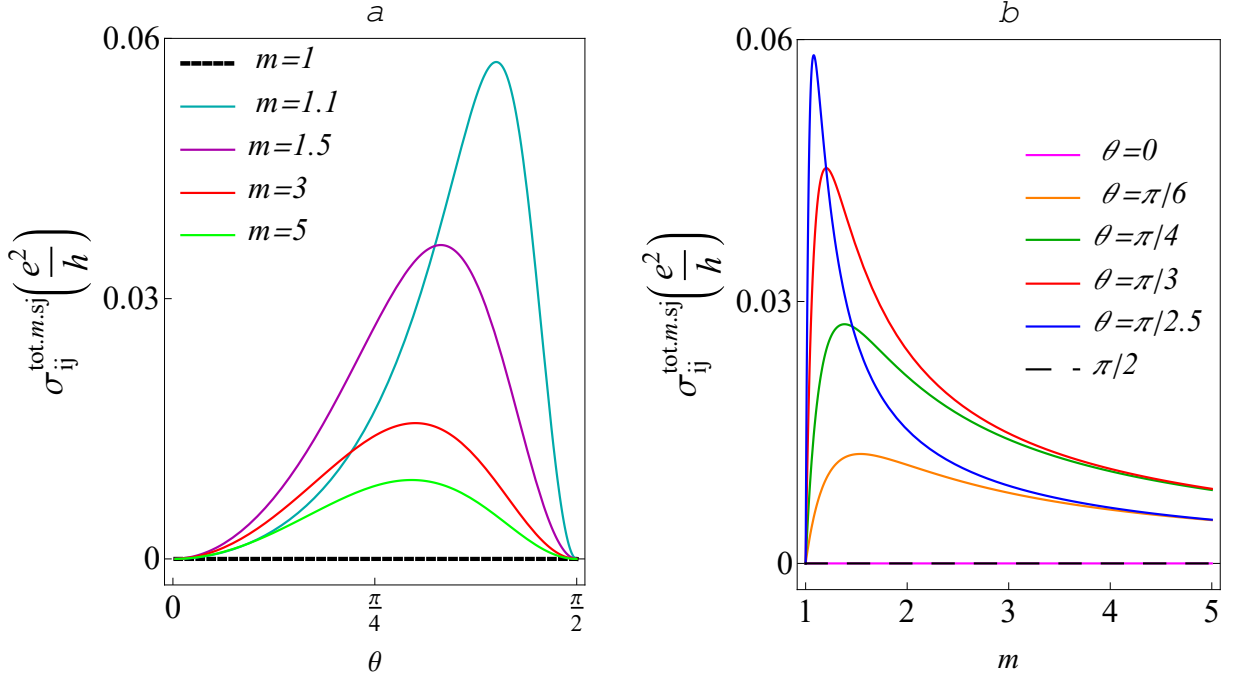 a
0.06
0.03
0
m=1
m=1.1
m=1.5
m=3
m=5
σ_ij^tot.m.sj (e^2/h)
0 π/4 π/2
θ
b
0.06
0.03
0
θ=0
θ=π/6
θ=π/4
θ=π/3
θ=π/2.5
π/2
σ_ij^tot.m.sj (e^2/h)
1 2 3 4 5
m